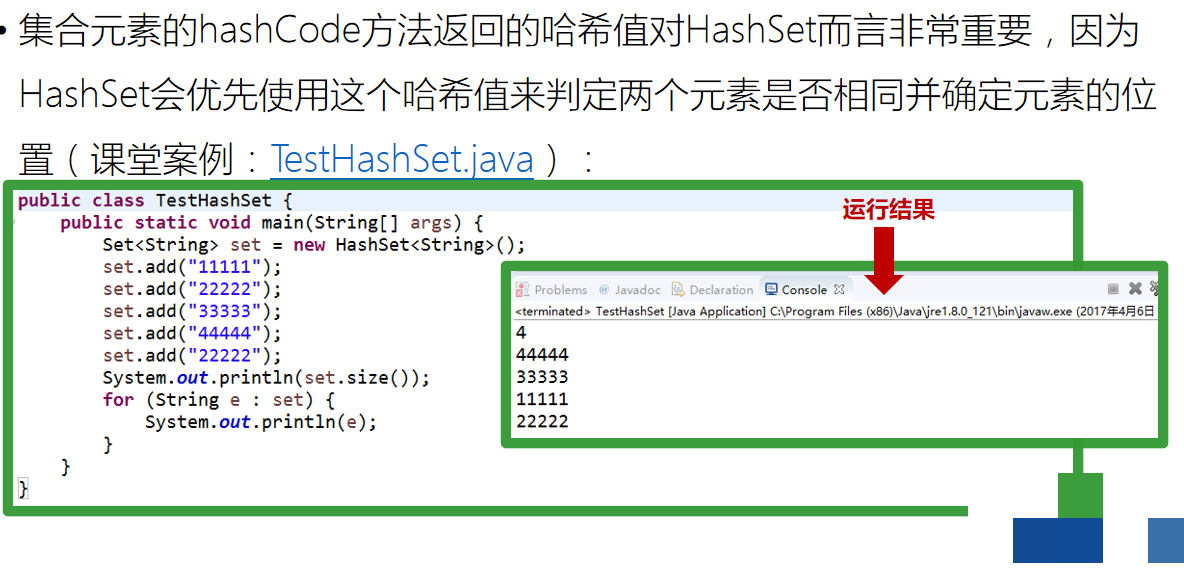 • 集合元素的hashCode方法返回的哈希值对HashSet而言非常重要，因为
HashSet会优先使用这个哈希值来判定两个元素是否相同并确定元素的位
置（课堂案例：TestHashSet.java）：
public class TestHashSet {
    public static void main(String[] args) {
        Set<String> set = new HashSet<String>();
        set.add("11111");
        set.add("22222");
        set.add("33333");
        set.add("44444");
        set.add("22222");
        System.out.println(set.size());
        for (String e : set) {
            System.out.println(e);
        }
    }
}
运行结果
Problems @ Javadoc Declaration Console
<terminated> TestHashSet [Java Application] C:\Program Files (x86)\Java\jre1.8.0_121\bin\javaw.exe (2017年4月6日
4
44444
33333
11111
22222